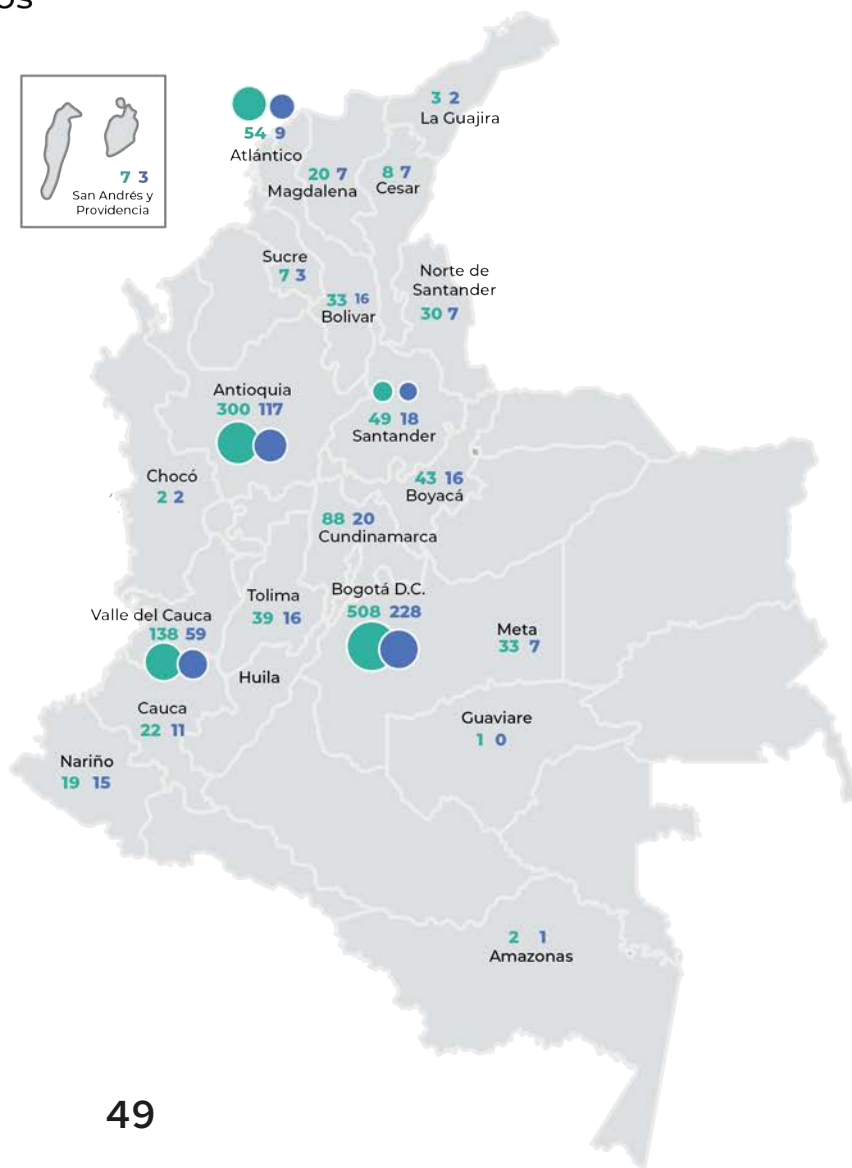 os
3 2
La Guajira
54 9
Atlántico
20 7
Magdalena
8 7
Cesar
7 3
San Andrés y
Providencia
Sucre
7 3
Norte de
Santander
30 7
33 16
Bolivar
Antioquia
300 117
49 18
Santander
Chocó
2 2
43 16
Boyacá
88 20
Cundinamarca
Tolima
39 16
Bogotá D.C.
508 228
Valle del Cauca
138 59
Meta
33 7
Huila
Cauca
22 11
Guaviare
1 0
Nariño
19 15
2 1
Amazonas
49